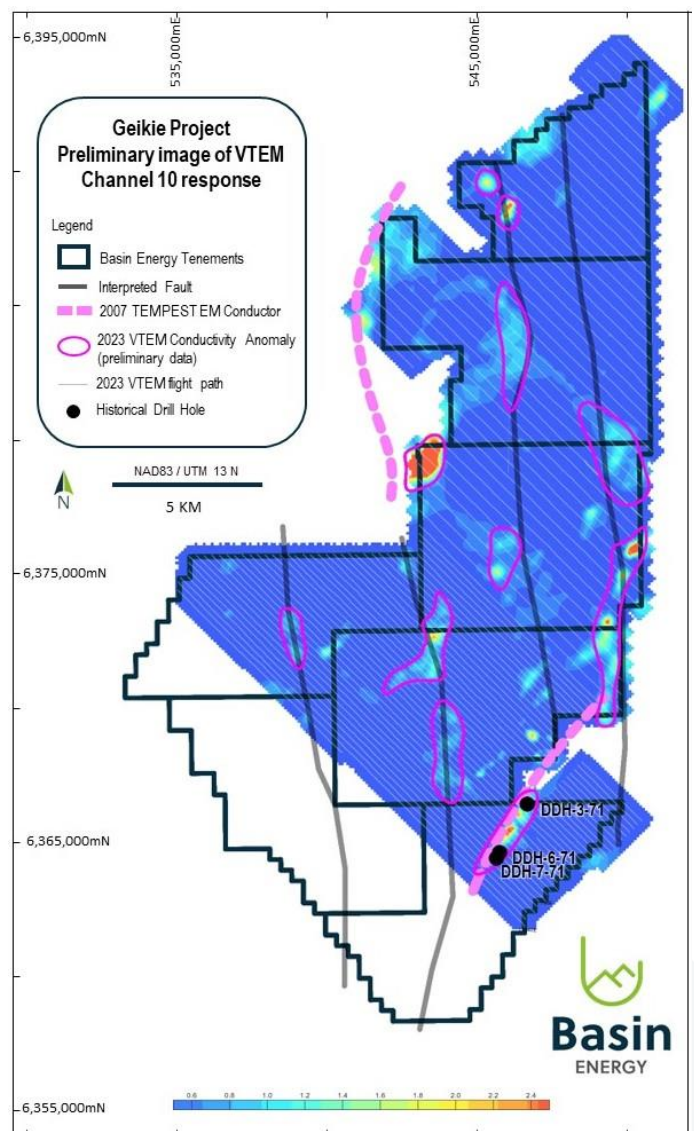 6,395,000mN
535,000mE
545,000mE
Geikie Project
Preliminary image of VTEM
Channel 10 response
Legend
Basin Energy Tenements
Interpreted Fault
2007 TEMPEST EM Conductor
2023 VTEM Conductivity Anomaly
(preliminary data)
2023 VTEM flight path
Historical Drill Hole
N
NAD83 / UTM 13 N
5 KM
6,375,000mN
DDH-3-71
6,365,000mN
DDH-6-71
DDH-7-71
Basin
ENERGY
0.6 0.8 1.0 1.2 1.4 1.6 1.8 2.0 2.2 2.4
6,355,000mN